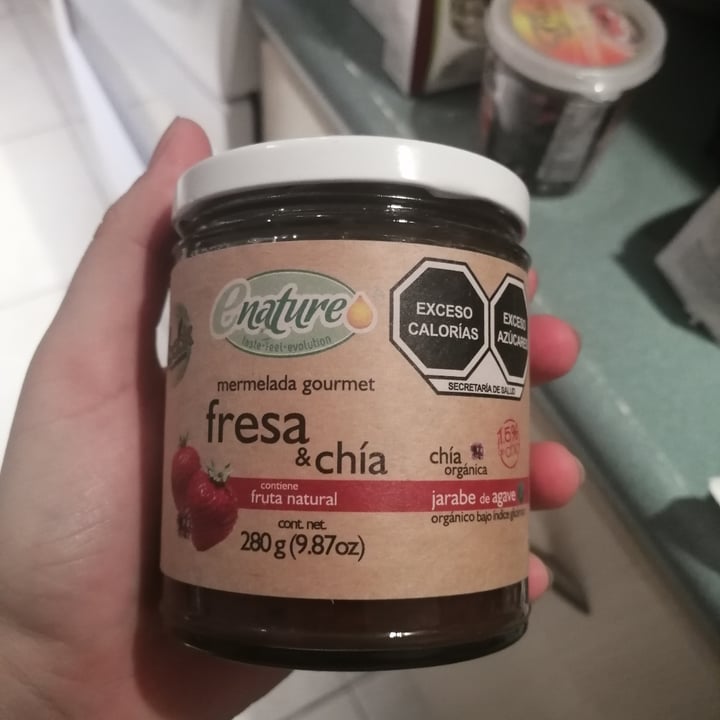 enature
taste-feel-evolution
EXCESO
CALORÍAS
EXCESO
AZÚCARES
SECRETARÍA DE SALUD
mermelada gourmet
fresa
& chía
chía
orgánica
15%
contiene
fruta natural
jarabe de agave
orgánico bajo índice
cont. net.
280 g (9.87oz)